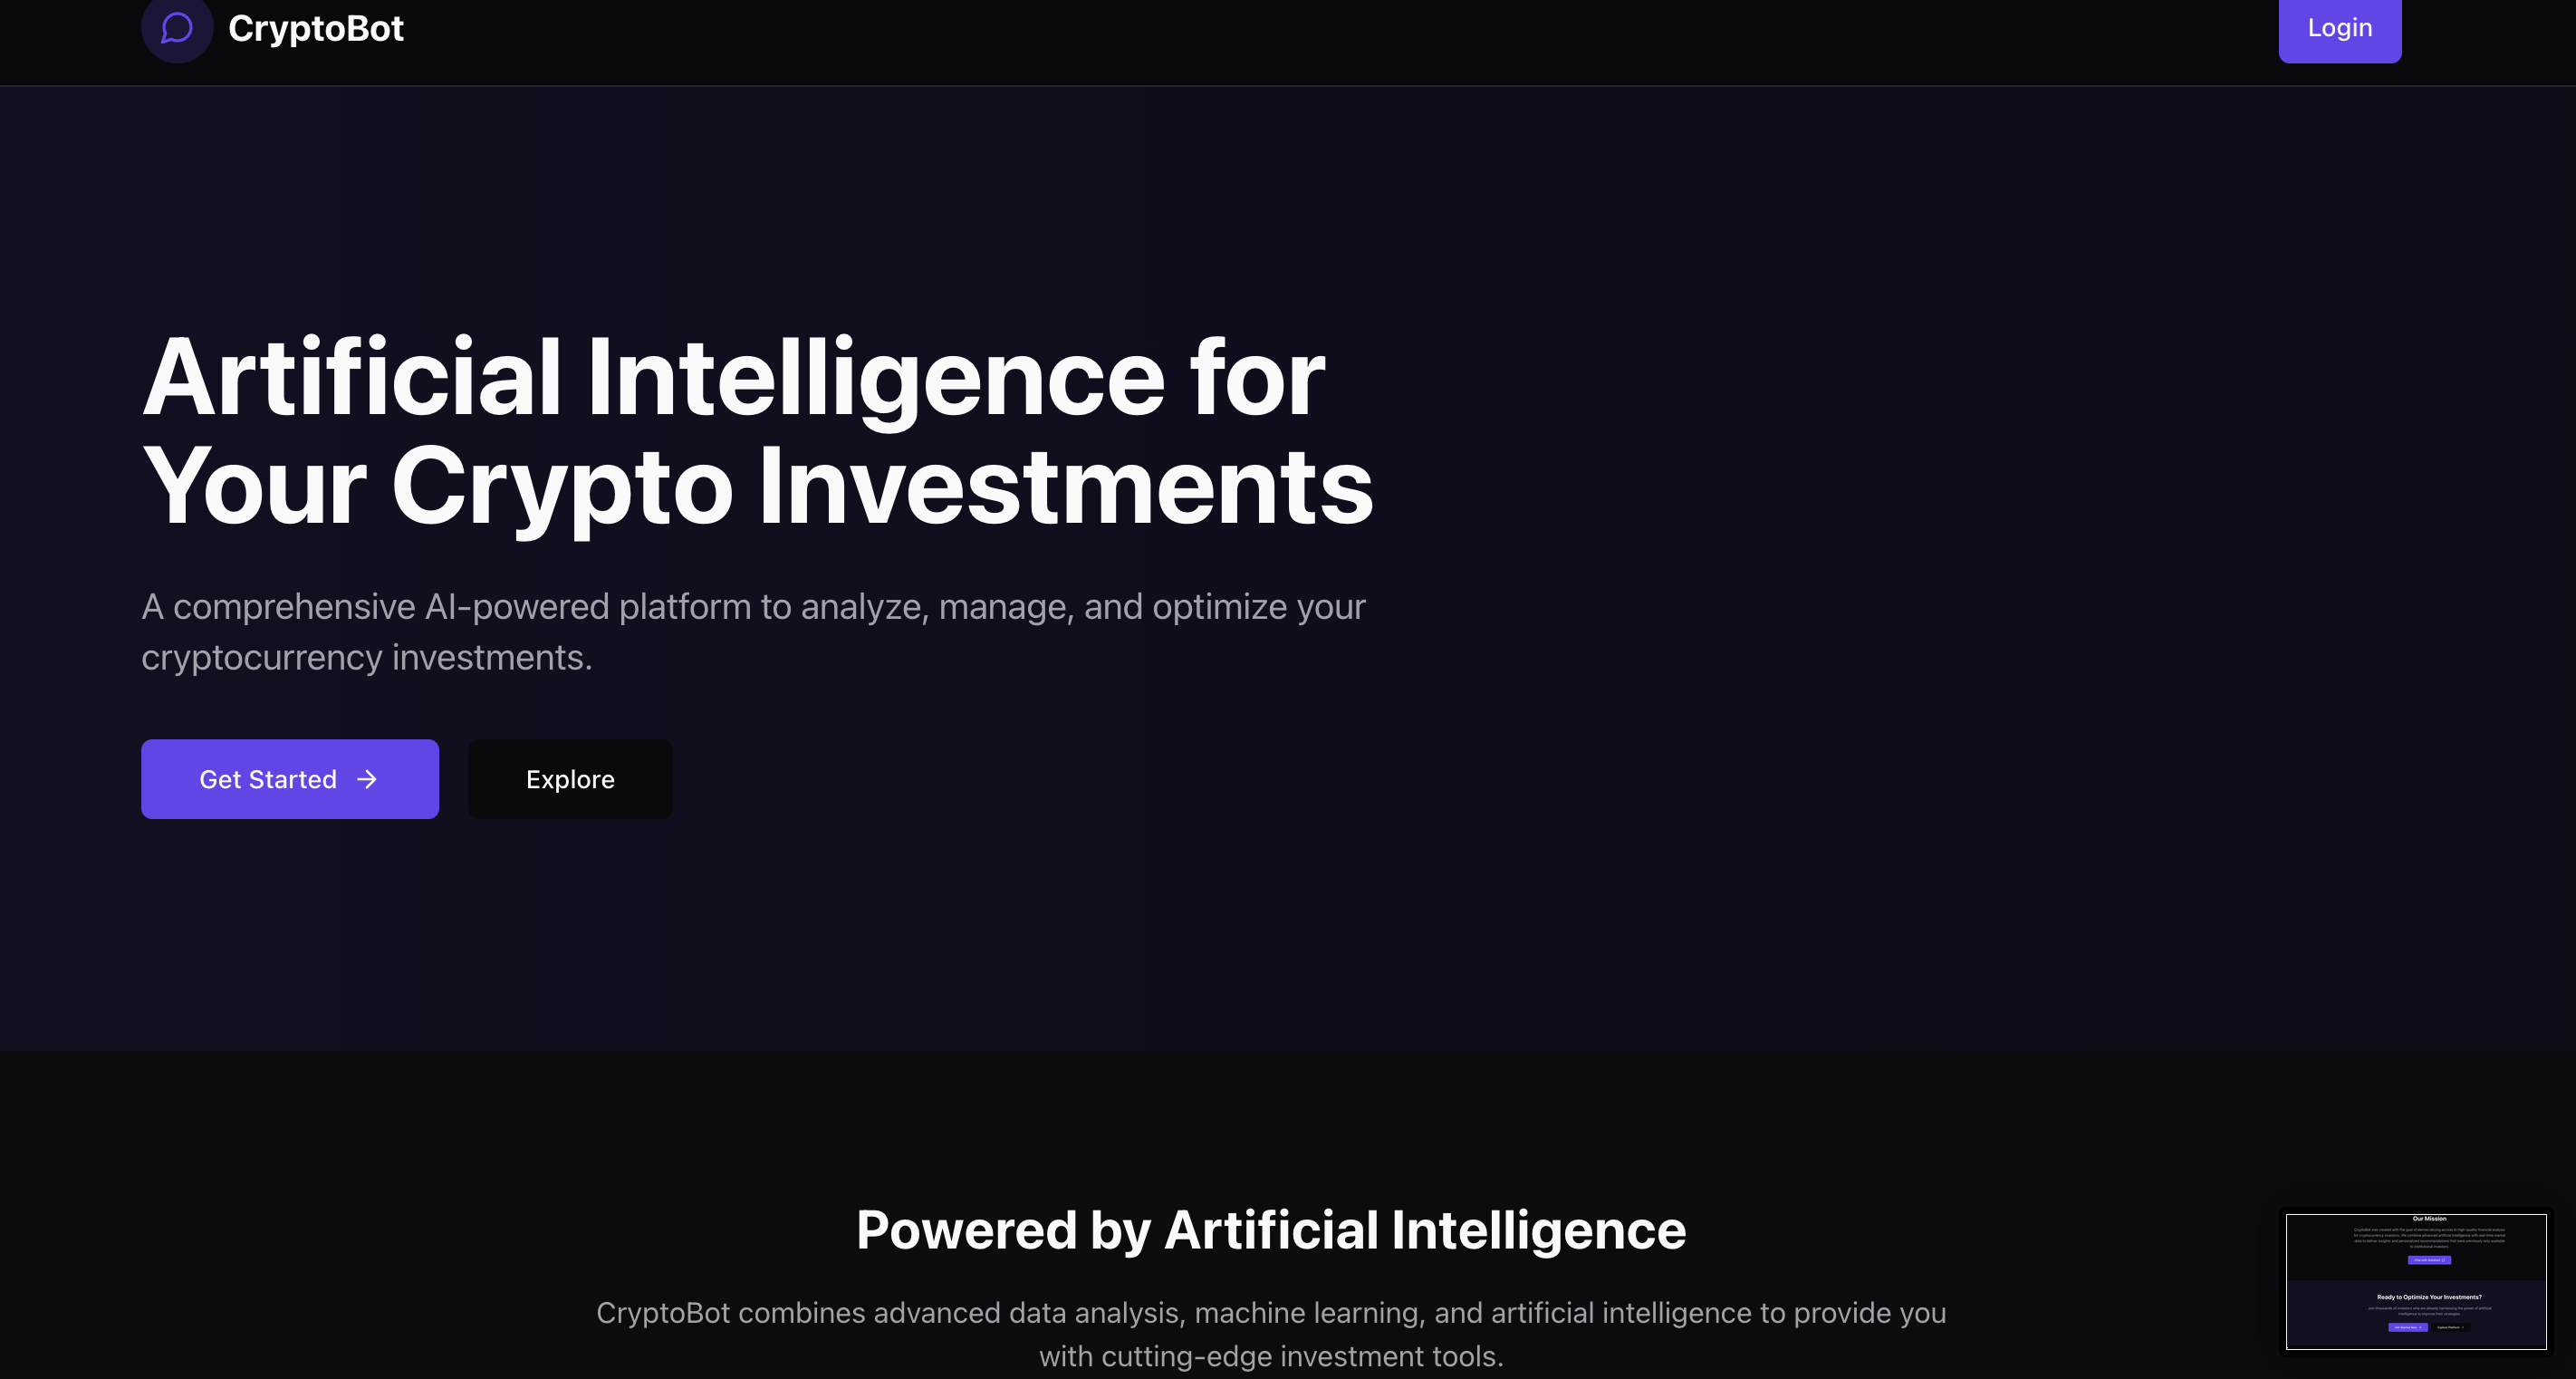 CryptoBot
Login
Artificial Intelligence for
Your Crypto Investments
A comprehensive AI-powered platform to analyze, manage, and optimize your
cryptocurrency investments.
Get Started
Explore
Powered by Artificial Intelligence
CryptoBot combines advanced data analysis, machine learning, and artificial intelligence to provide you
with cutting-edge investment tools.
Our Mission
Ready to Optimize Your Investments?